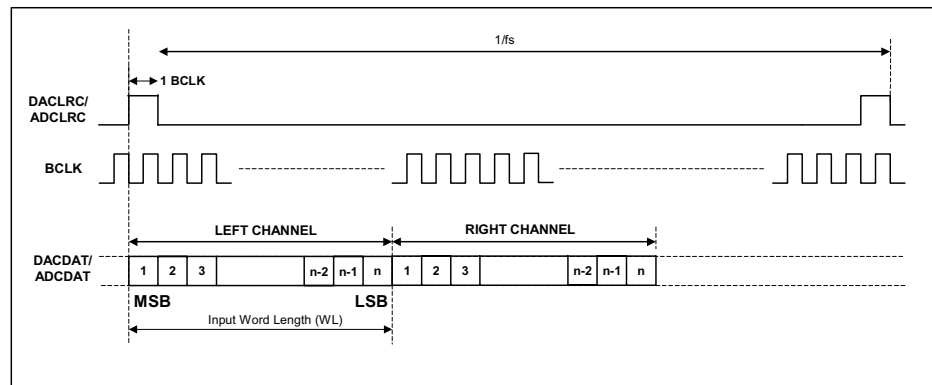 1/fs
1 BCLK
DACLRC/
ADCLRC
BCLK
LEFT CHANNEL
RIGHT CHANNEL
DACDAT/
ADCDAT
1 2 3 n-2 n-1 n 1 2 3 n-2 n-1 n
MSB LSB
Input Word Length (WL)